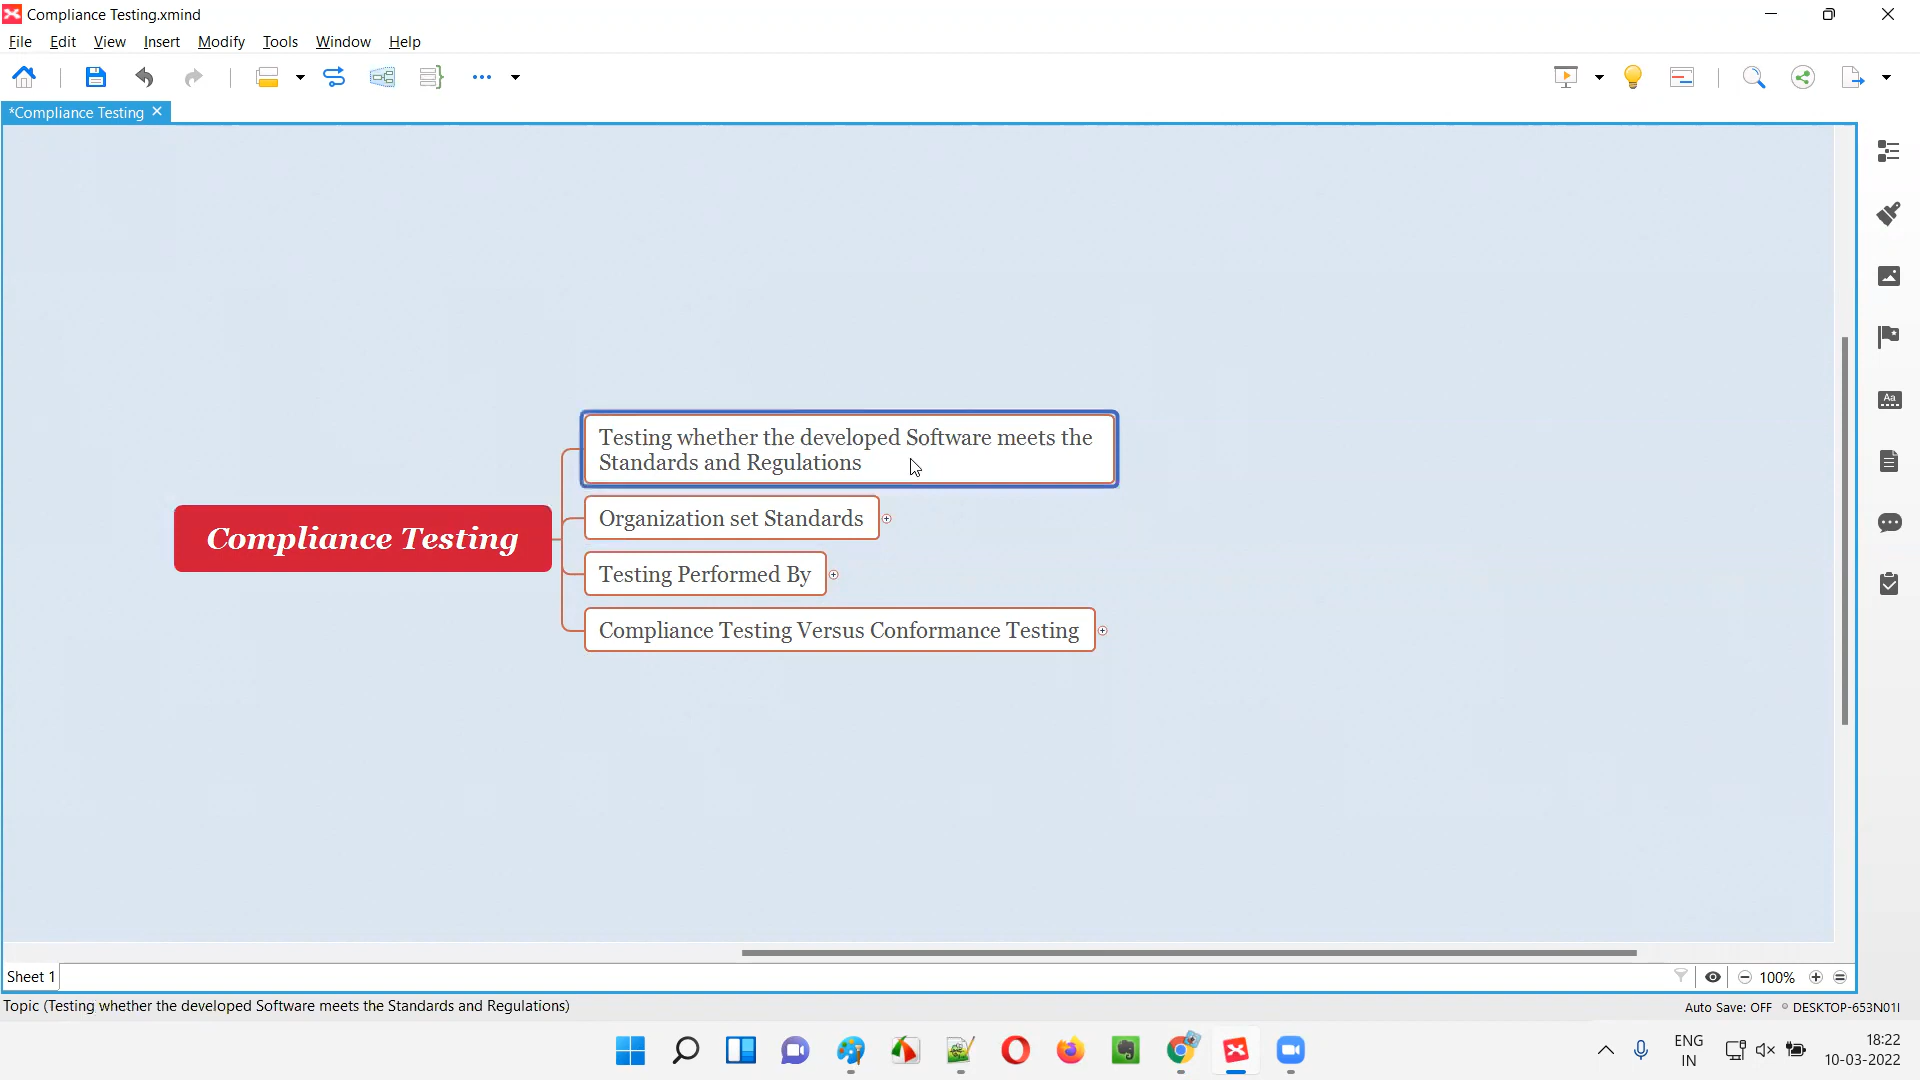 Compliance Testing.xmind
File Edit View Insert Modify Tools Window Help
*Compliance Testing
Testing whether the developed Software meets the
Standards and Regulations
Organization set Standards
Compliance Testing
Testing Performed By
Compliance Testing Versus Conformance Testing
Aa
Sheet 1
100%
Topic (Testing whether the developed Software meets the Standards and Regulations)
Auto Save: OFF DESKTOP-653N01I
ENG
IN
18:22
10-03-2022